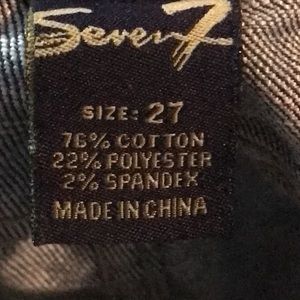 Seven7
SIZE: 27
76% COTTON
22% POLYESTER
2% SPANDEX
MADE IN CHINA